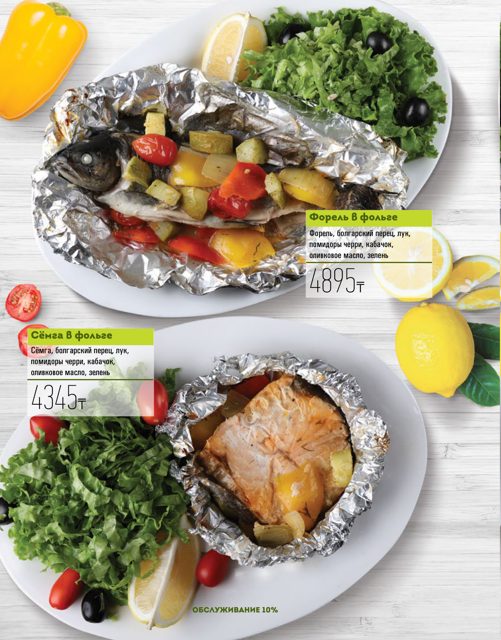 Форель в фольге
Форель, болгарский перец, лук,
помидоры черри, кабачок,
оливковое масло, зелень
4895₸
Сёмга в фольге
Сёмга, болгарский перец, лук,
помидоры черри, кабачок,
оливковое масло, зелень
4345₸
ОБСЛУЖИВАНИЕ 10%